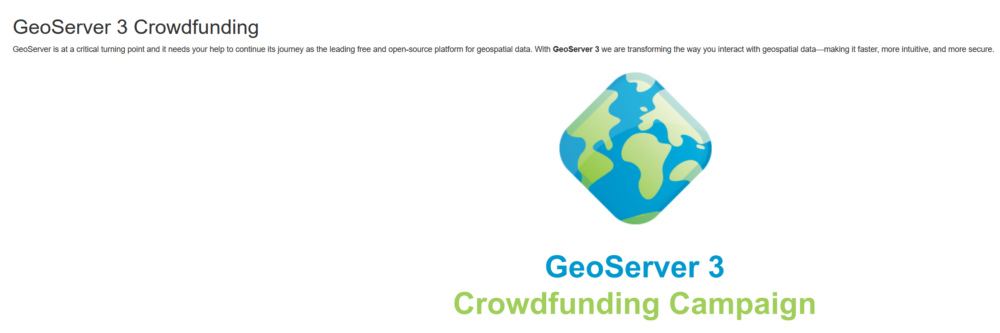 GeoServer 3 Crowdfunding
GeoServer is at a critical turning point and it needs your help to continue its journey as the leading free and open-source platform for geospatial data. With GeoServer 3 we are transforming the way you interact with geospatial data—making it faster, more intuitive, and more secure.
GeoServer 3
Crowdfunding Campaign